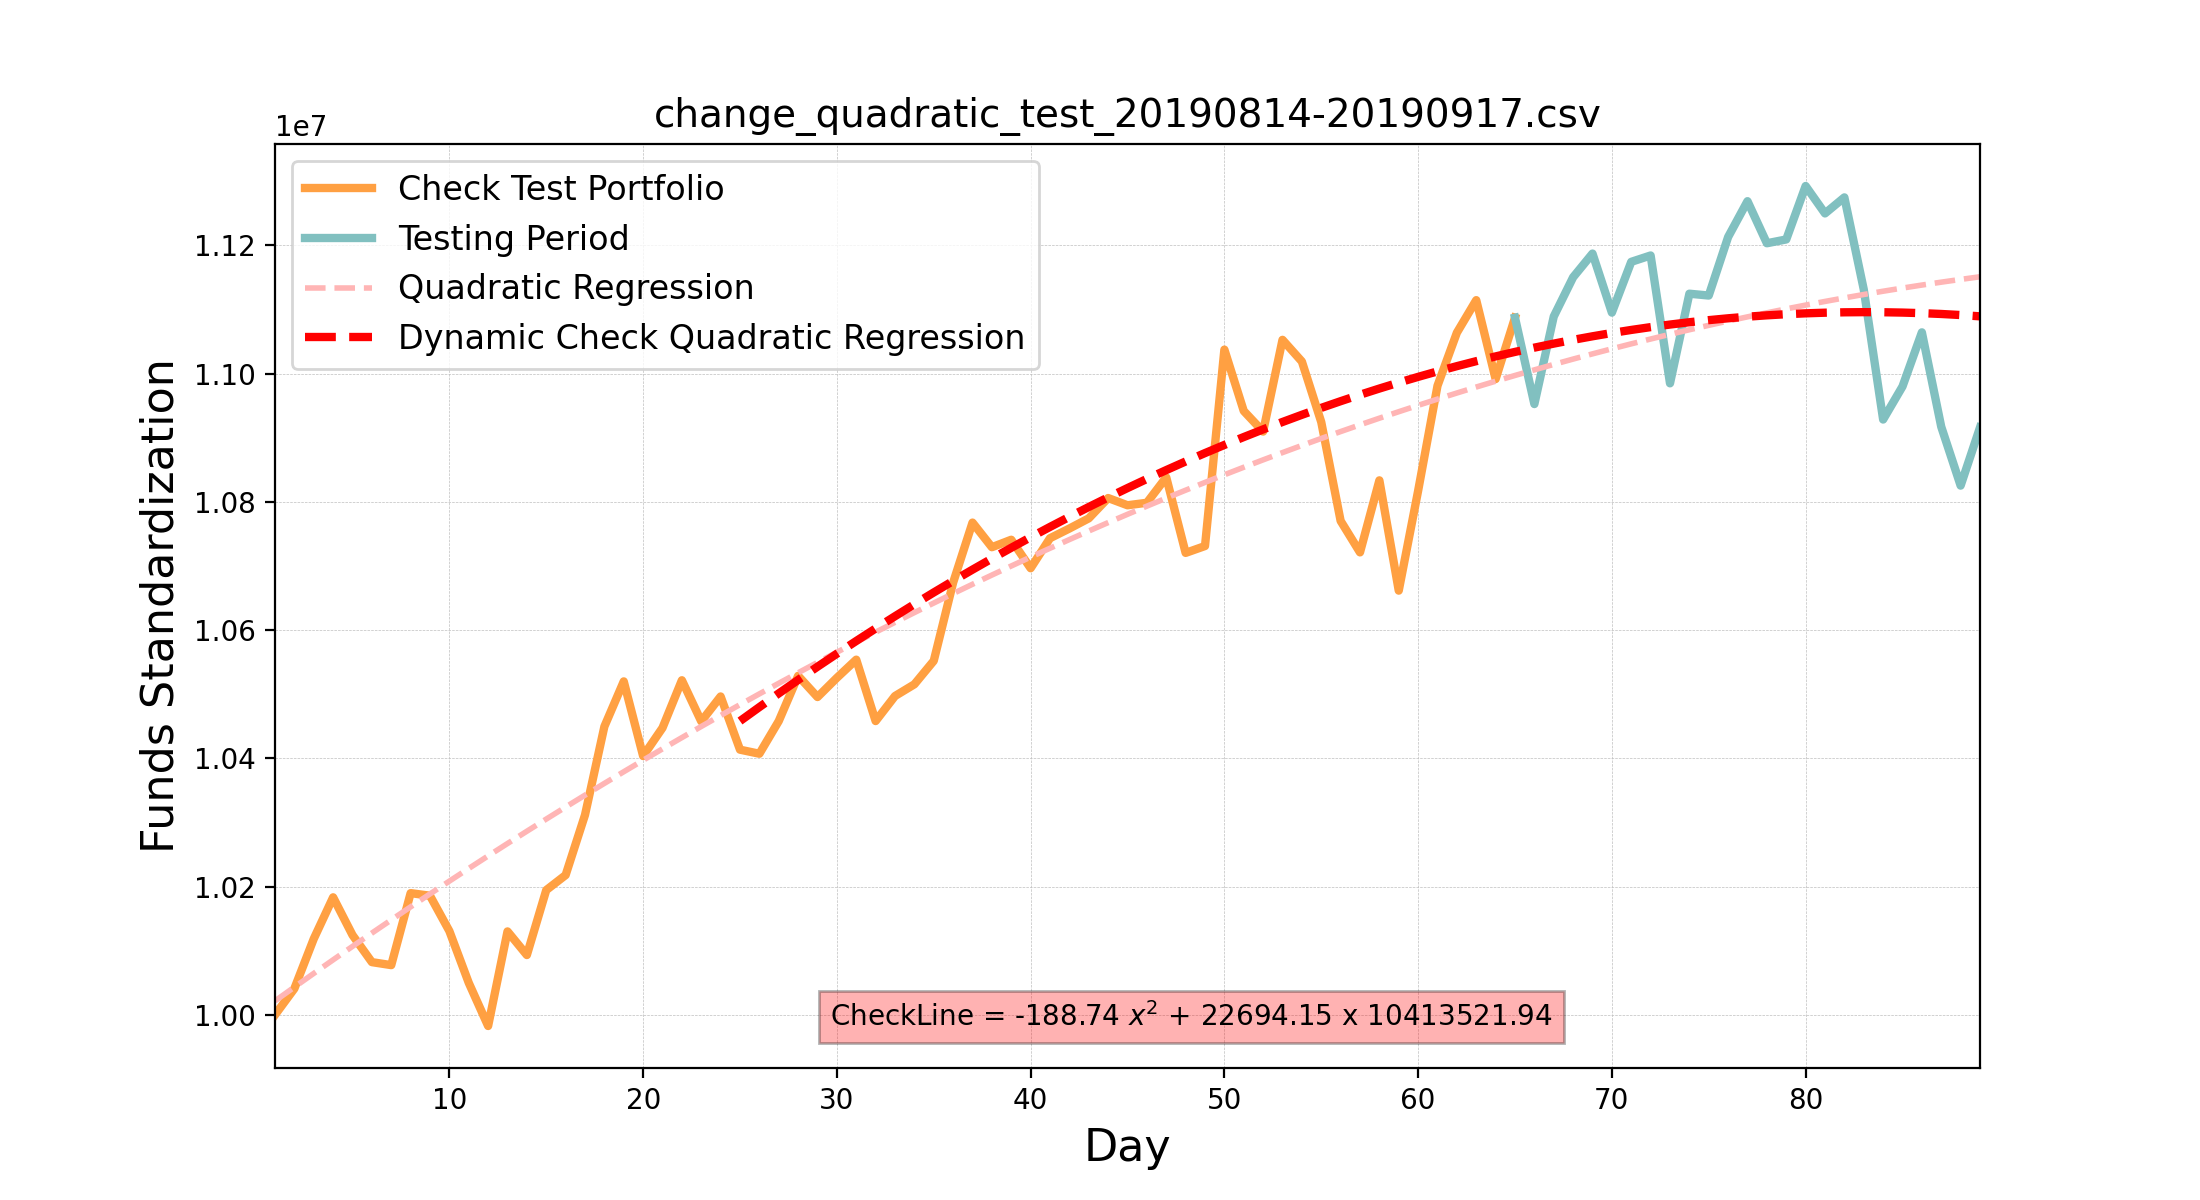 change_quadratic_test_20190814-20190917.csv
1e7
Check Test Portfolio
Testing Period
Quadratic Regression
Dynamic Check Quadratic Regression
Funds Standardization
1.12
1.10
1.08
1.06
1.04
1.02
1.00
CheckLine = -188.74 x² + 22694.15 x 10413521.94
10 20 30 40 50 60 70 80
Day